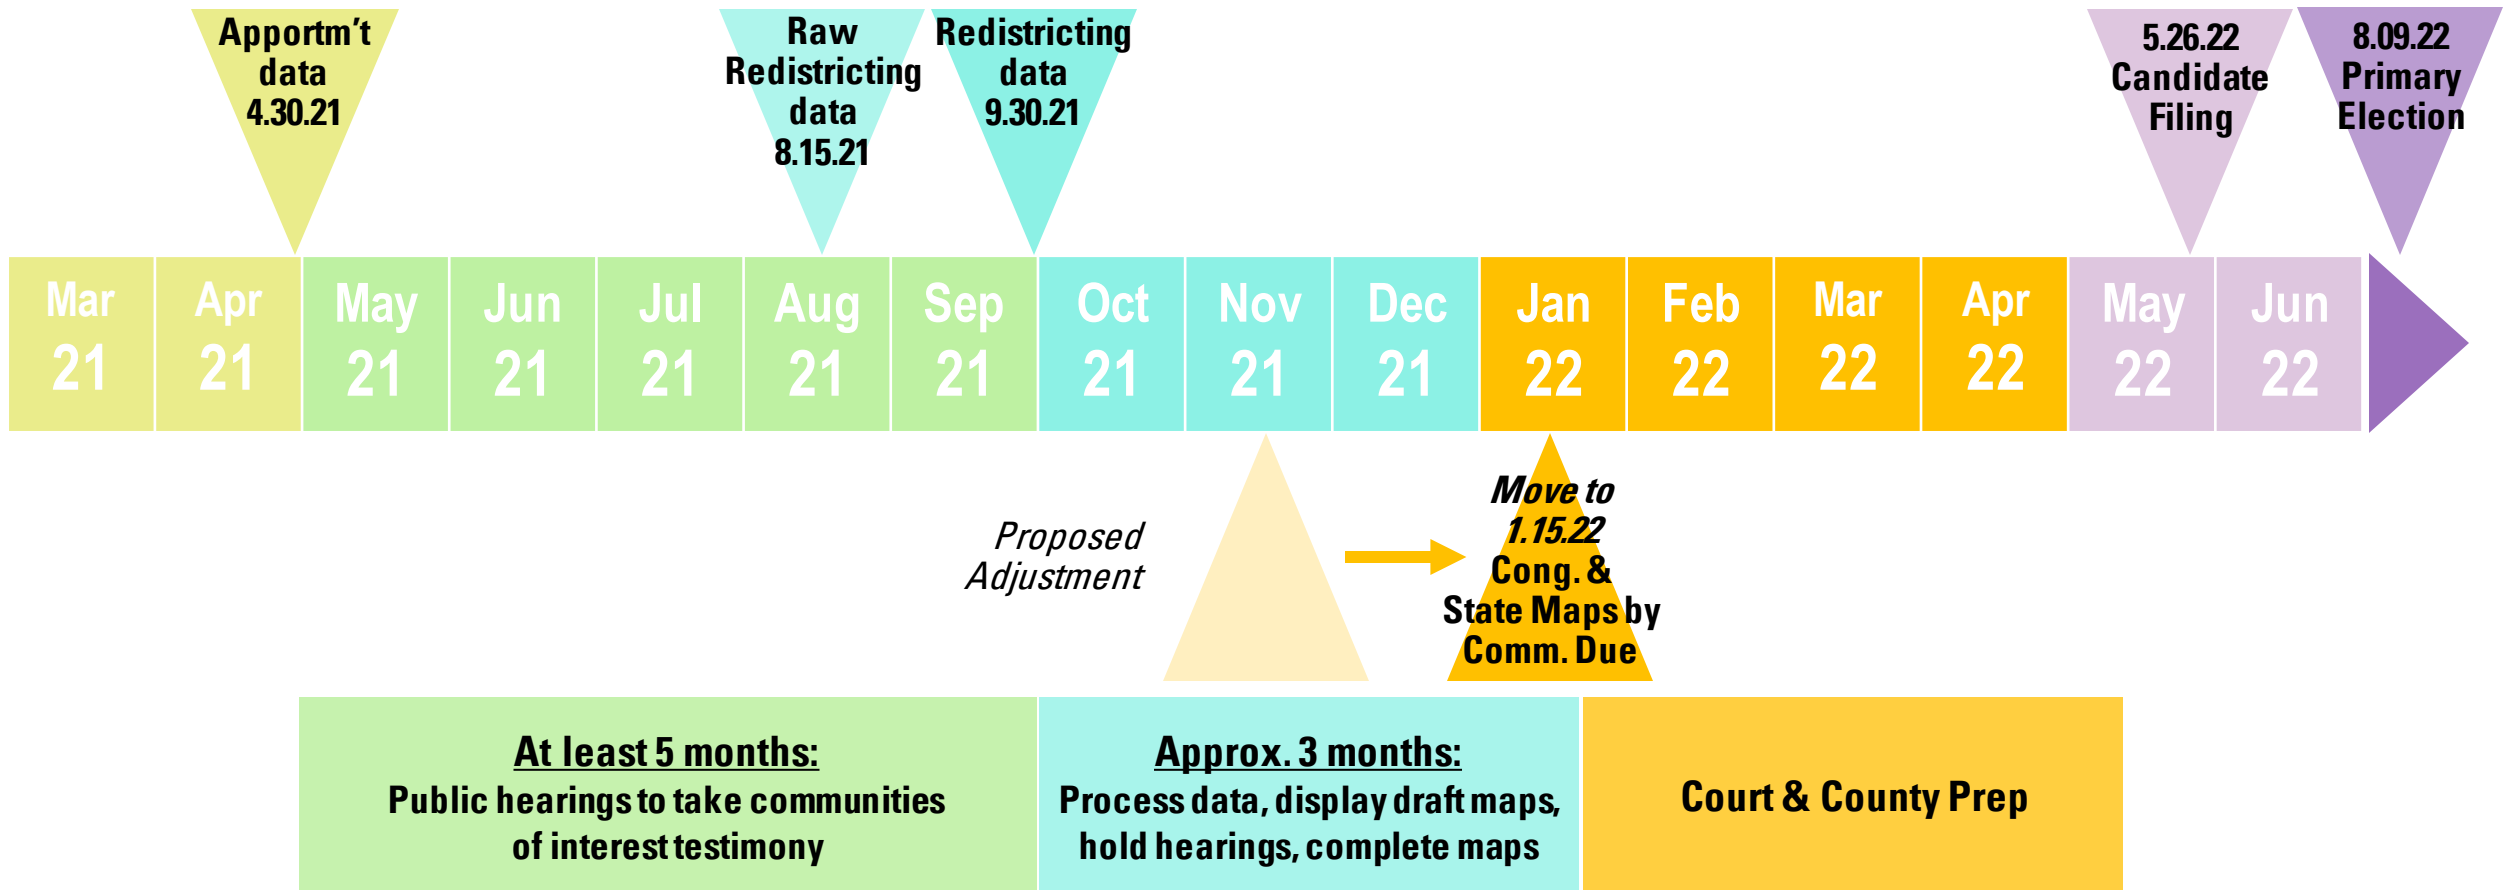 Apportm't
data
4.30.21
Raw
Redistricting
data
8.15.21
Redistricting
data
9.30.21
5.26.22
Candidate
Filing
8.09.22
Primary
Election
Mar
21
Apr
21
May
21
Jun
21
Jul
21
Aug
21
Sep
21
Oct
21
Nov
21
Dec
21
Jan
22
Feb
22
Mar
22
Apr
22
May
22
Jun
22
Proposed
Adjustment
Move to
1.15.22
Cong. &
State Maps by
Comm. Due
At least 5 months:
Public hearings to take communities
of interest testimony
Approx. 3 months:
Process data, display draft maps,
hold hearings, complete maps
Court & County Prep